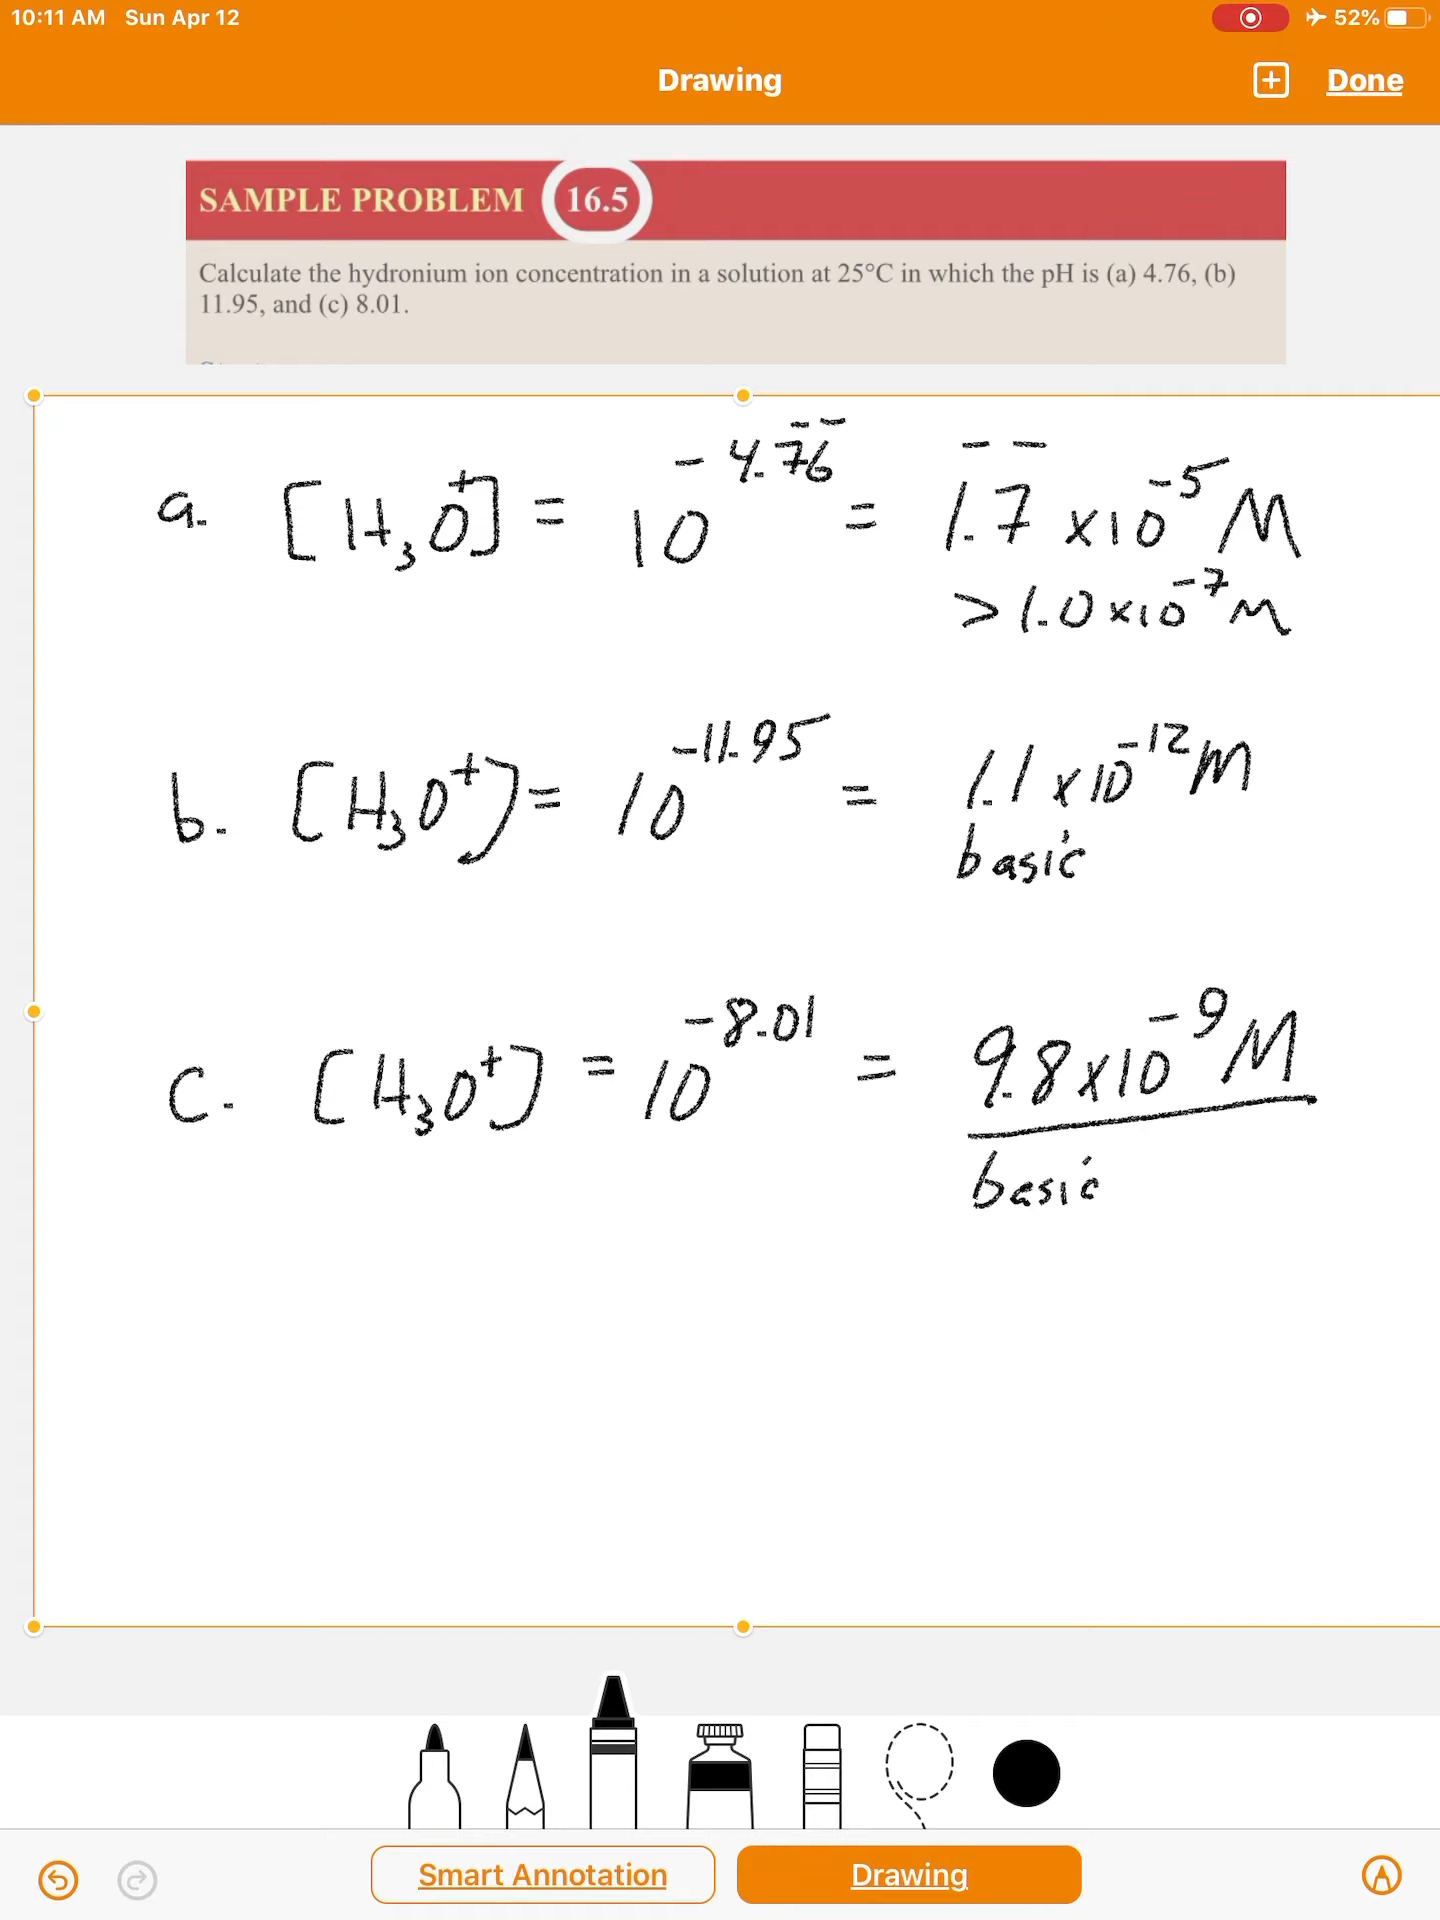 10:11 AM Sun Apr 12 52%
Drawing Done
SAMPLE PROBLEM 16.5
Calculate the hydronium ion concentration in a solution at 25°C in which the pH is (a) 4.76, (b)
11.95, and (c) 8.01.
a. [H₃O⁺] = 10^-4.76 = 1.7 x10^-5 M
> 1.0 x10^-7 M
b. [H₃O⁺] = 10^-11.95 = 1.1 x10^-12 M
basic
c. [H₃O⁺] = 10^-8.01 = 9.8x10^-9 M
basic
Smart Annotation Drawing